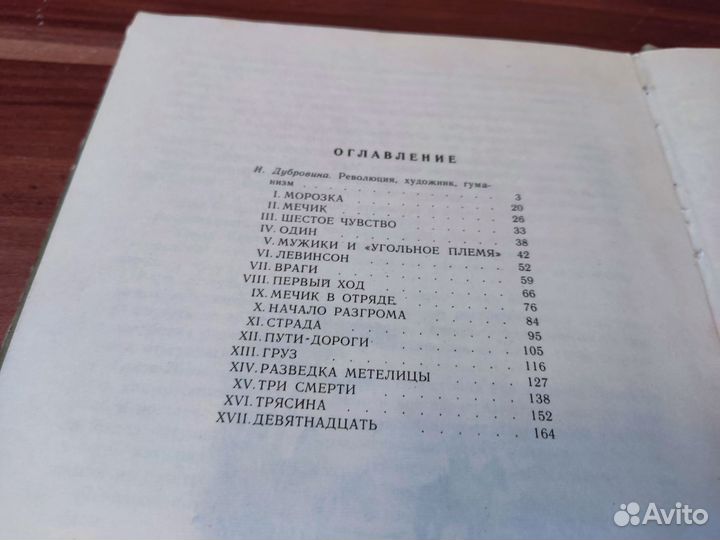 ОГЛАВЛЕНИЕ
И. Дубровина. Революция, художник, гума-
низм . . . . . . . . . . 3
I. МОРОЗКА . . . . . . . . . 20
II. МЕЧИК . . . . . . . . . 26
III. ШЕСТОЕ ЧУВСТВО . . . . . . 33
IV. ОДИН . . . . . . . . . 38
V. МУЖИКИ И «УГОЛЬНОЕ ПЛЕМЯ» 42
VI. ЛЕВИНСОН . . . . . . . . 52
VII. ВРАГИ . . . . . . . . . 59
VIII. ПЕРВЫЙ ХОД . . . . . . . 66
IX. МЕЧИК В ОТРЯДЕ . . . . . . 76
X. НАЧАЛО РАЗГРОМА . . . . . . 84
XI. СТРАДА . . . . . . . . 95
XII. ПУТИ-ДОРОГИ . . . . . . . 105
XIII. ГРУЗ . . . . . . . . . 116
XIV. РАЗВЕДКА МЕТЕЛИЦЫ . . . . . 127
XV. ТРИ СМЕРТИ . . . . . . . 138
XVI. ТРЯСИНА . . . . . . . . 152
XVII. ДЕВЯТНАДЦАТЬ . . . . . . 164
Avito